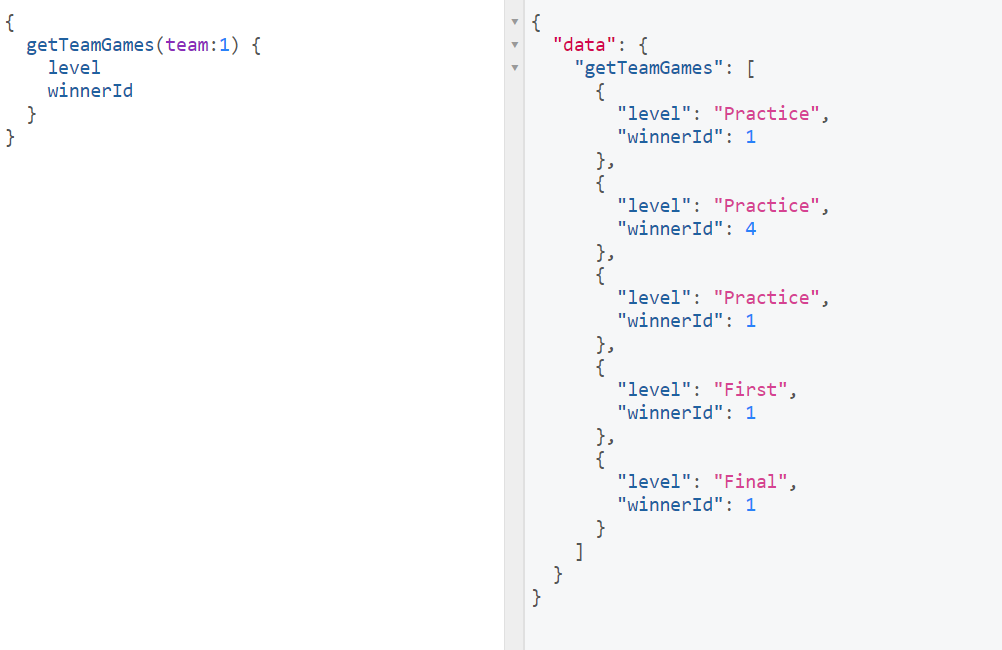 {
  getTeamGames(team:1) {
    level
    winnerId
  }
}
{
  "data": {
    "getTeamGames": [
      {
        "level": "Practice",
        "winnerId": 1
      },
      {
        "level": "Practice",
        "winnerId": 4
      },
      {
        "level": "Practice",
        "winnerId": 1
      },
      {
        "level": "First",
        "winnerId": 1
      },
      {
        "level": "Final",
        "winnerId": 1
      }
    ]
  }
}